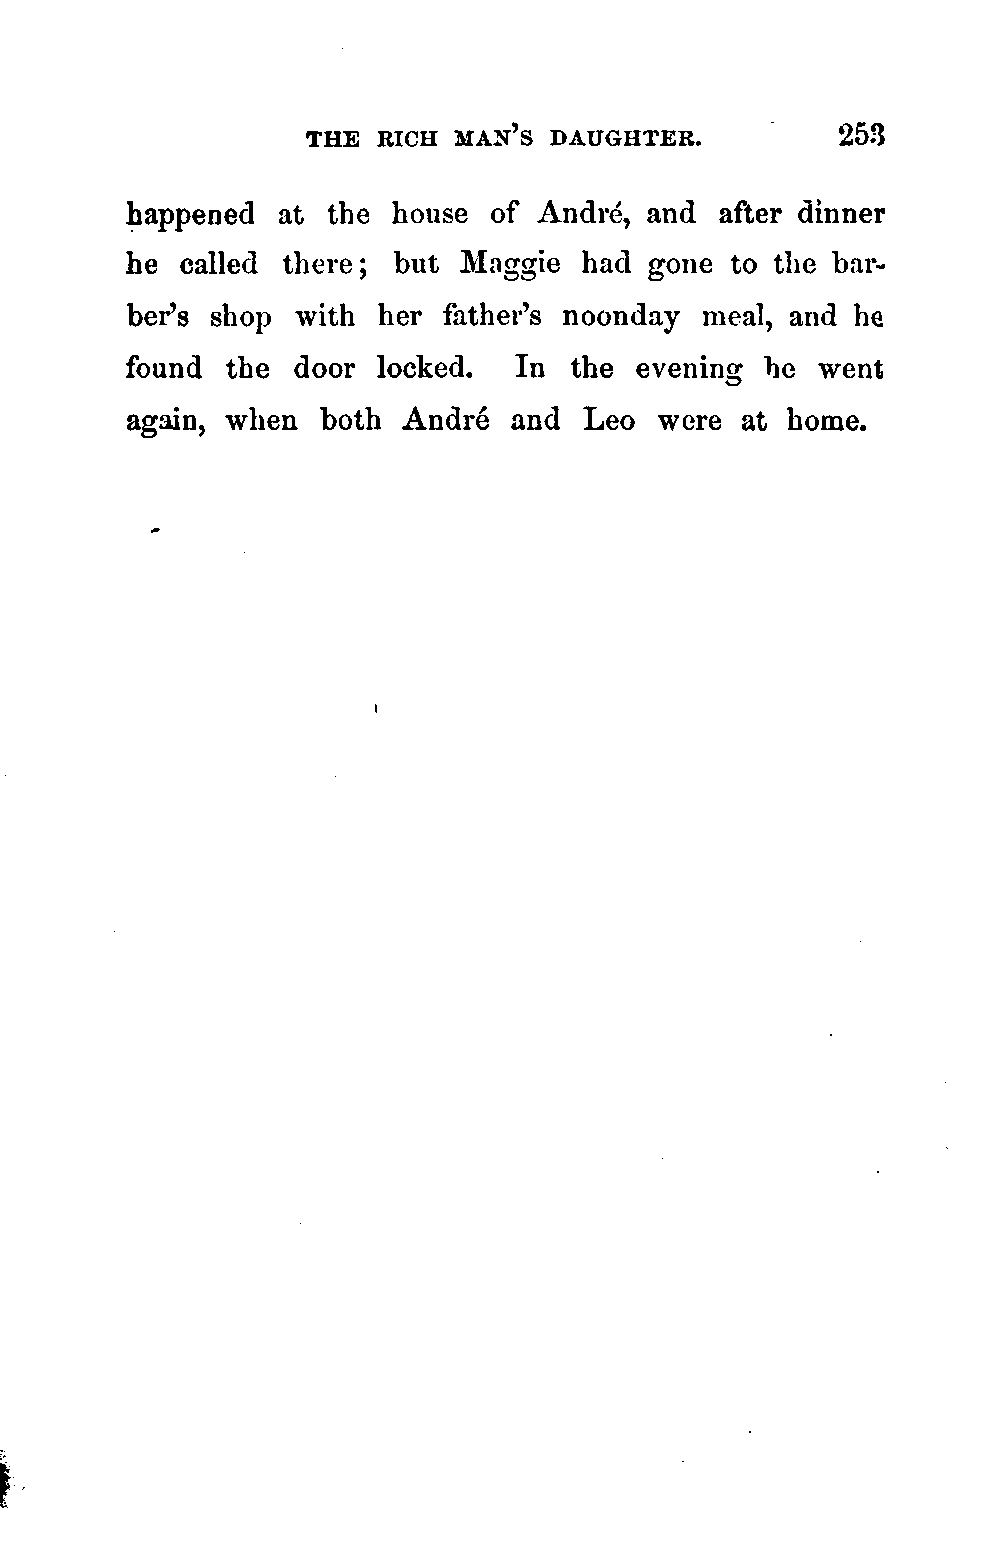 THE RICH MAN'S DAUGHTER. 253
happened at the house of André, and after dinner
he called there; but Maggie had gone to the bar-
ber's shop with her father's noonday meal, and he
found the door locked. In the evening he went
again, when both André and Leo were at home.